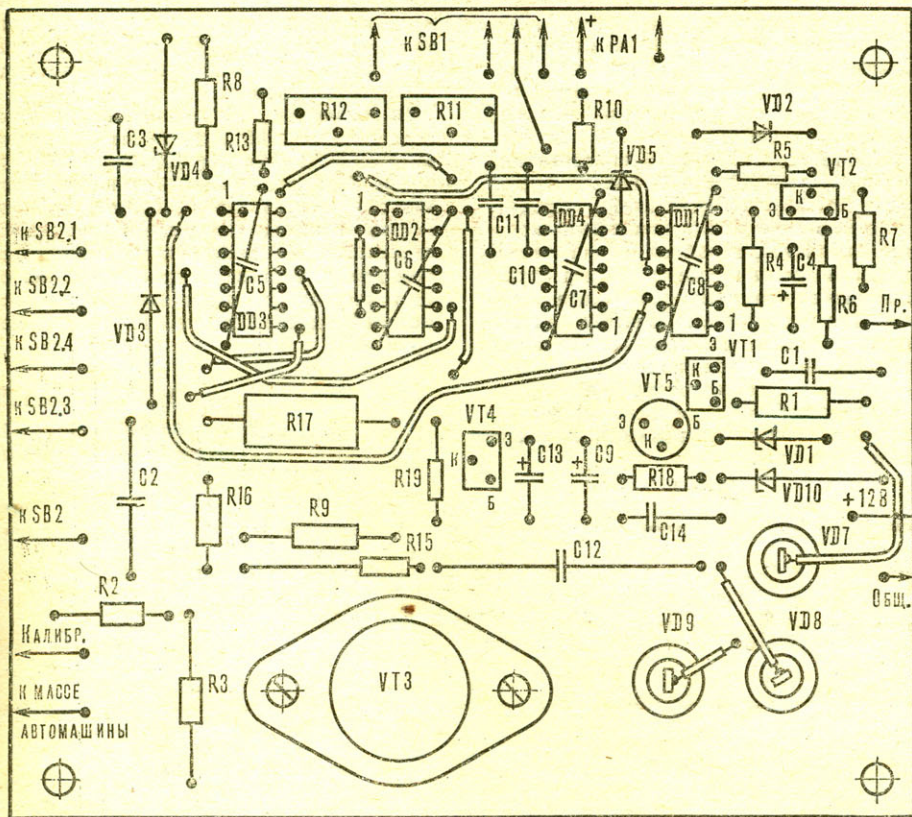 к SB1
+
к PA1
R8
R12
R11
R10
VD2
C3
R13
VD4
VD5
R5
VT2
К
Э
Б
1
1
C11
DD4
DD1
R7
DD2
к SB2.1
C6
R4
C4
C5
C10
C7
C8
+
R6
к SB2.2
VD3
DD3
1
1
Пр.
Э
VT1
к SB2.4
К
Б
C1
VT5
R1
к SB2.3
R17
VT4
Э
Б
К
Э
К
Б
C13
+
C9
+
VD1
C2
R19
R18
VD10
R16
+12В
к SB2
R9
C14
VD7
R15
C12
R2
Общ.
Калибр.
VD9
VD8
R3
VT3
к массе
автомашины